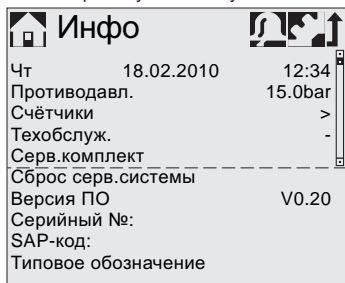 Инфо
Чт 18.02.2010 12:34
Противодавл. 15.0bar
Счётчики >
Техобслуж. -
Серв.комплект
Сброс серв.системы
Версия ПО V0.20
Серийный №:
SAP-код:
Типовое обозначение